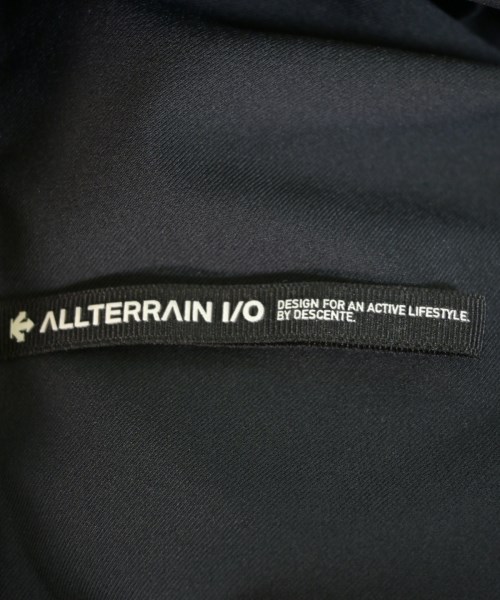 ALLTERRAIN I/O
DESIGN FOR AN ACTIVE LIFESTYLE.
BY DESCENTE.